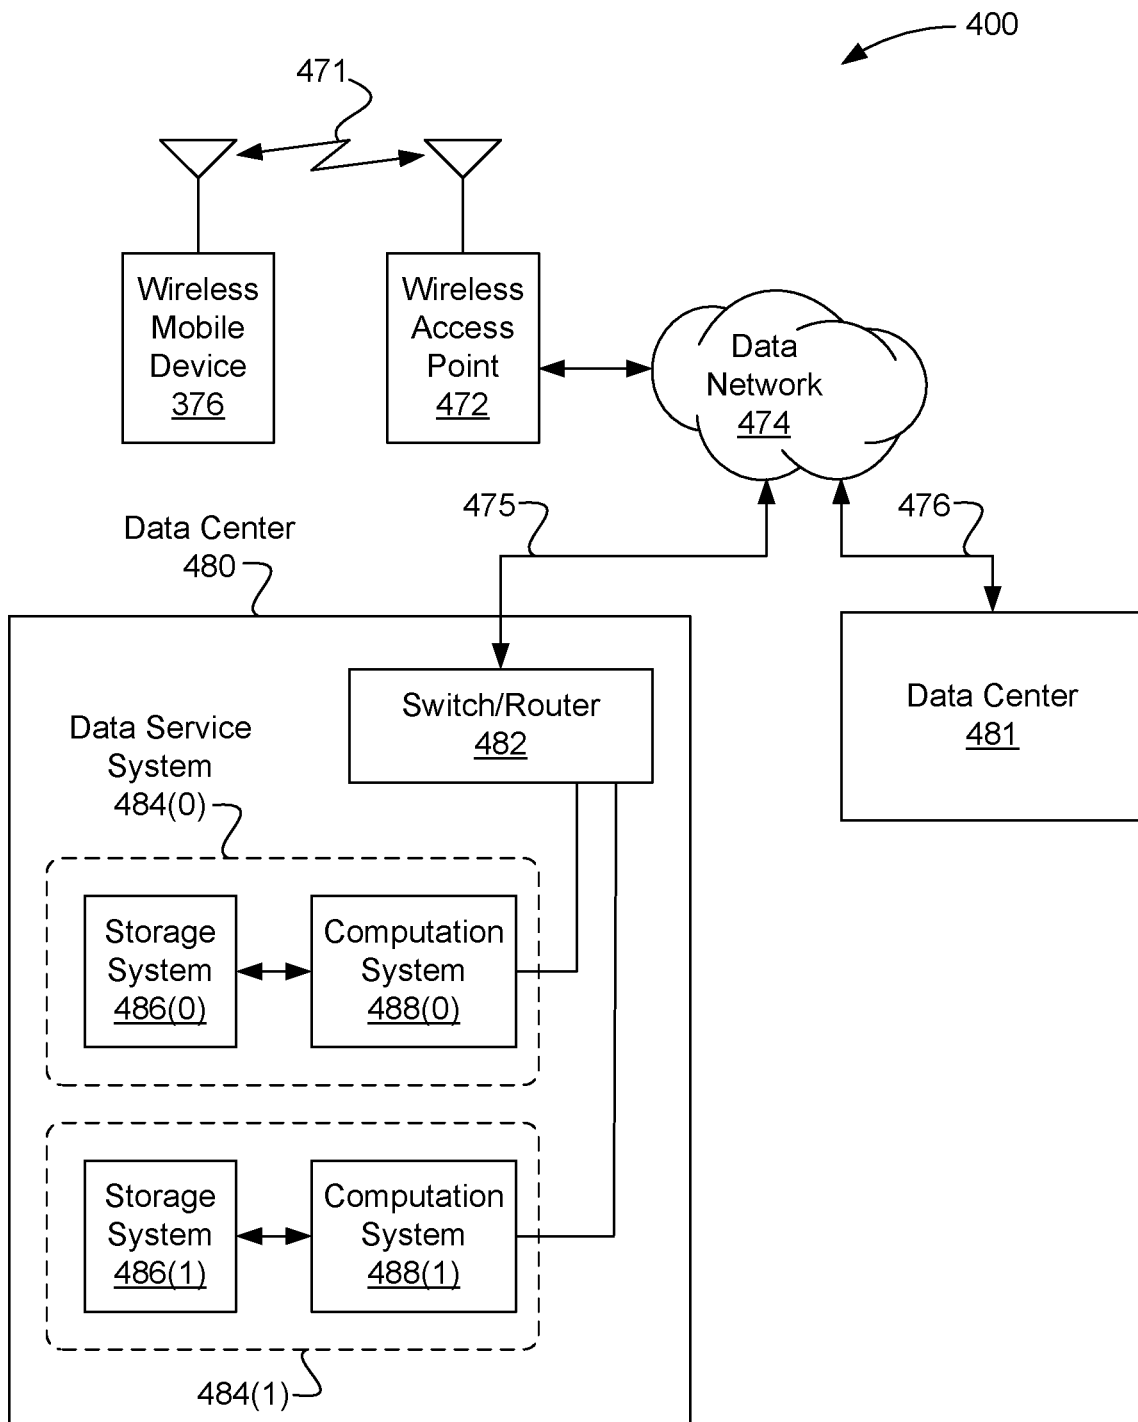 400
471
Wireless
Mobile
Device
376
Wireless
Access
Point
472
Data
Network
474
475
476
Data Center
480
Switch/Router
482
Data Center
481
Data Service
System
484(0)
Storage
System
486(0)
Computation
System
488(0)
Storage
System
486(1)
Computation
System
488(1)
484(1)